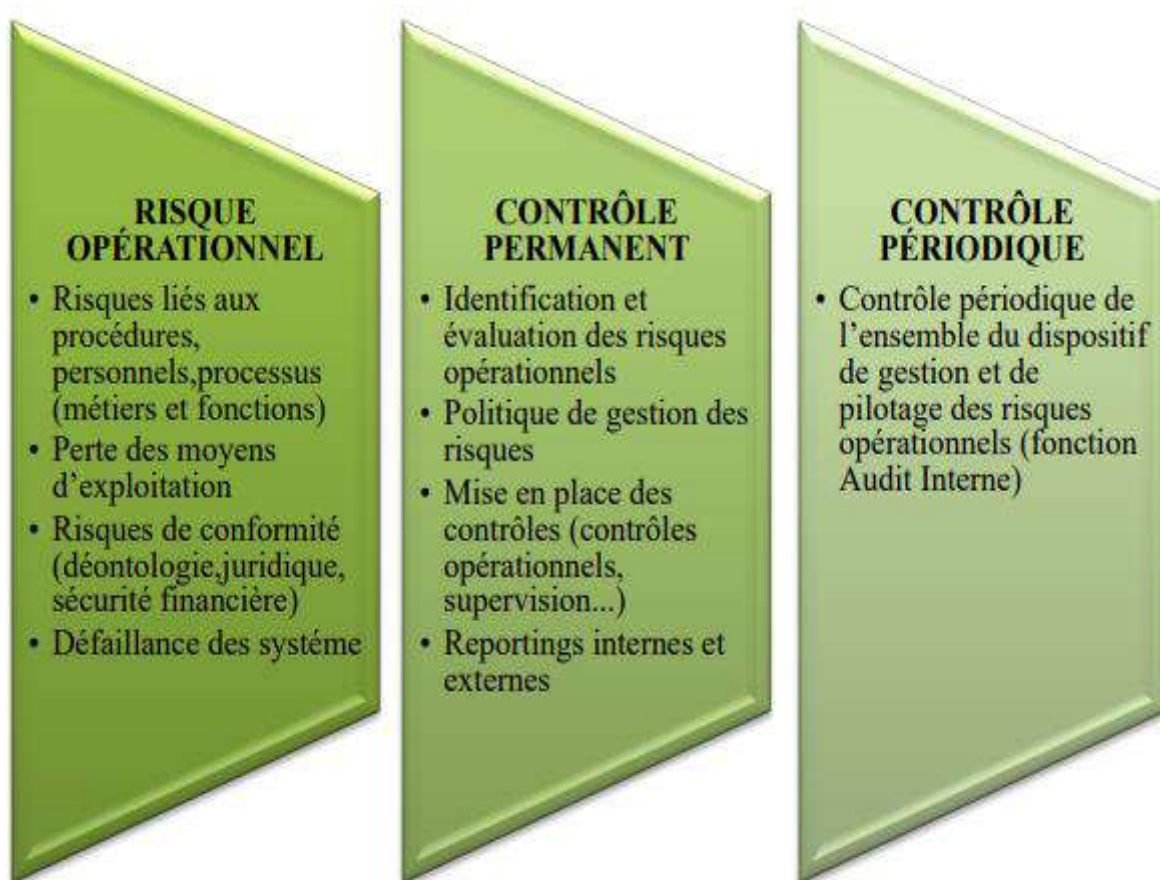 RISQUE
OPÉRATIONNEL
• Risques liés aux
procédures,
personnels,processus
(métiers et fonctions)
• Perte des moyens
d'exploitation
• Risques de conformité
(déontologie,juridique,
sécurité financière)
• Défaillance des systéme
CONTRÔLE
PERMANENT
• Identification et
évaluation des risques
opérationnels
• Politique de gestion des
risques
• Mise en place des
contrôles (contrôles
opérationnels,
supervision...)
• Reportings internes et
externes
CONTRÔLE
PÉRIODIQUE
• Contrôle périodique de
l'ensemble du dispositif
de gestion et de
pilotage des risques
opérationnels (fonction
Audit Interne)